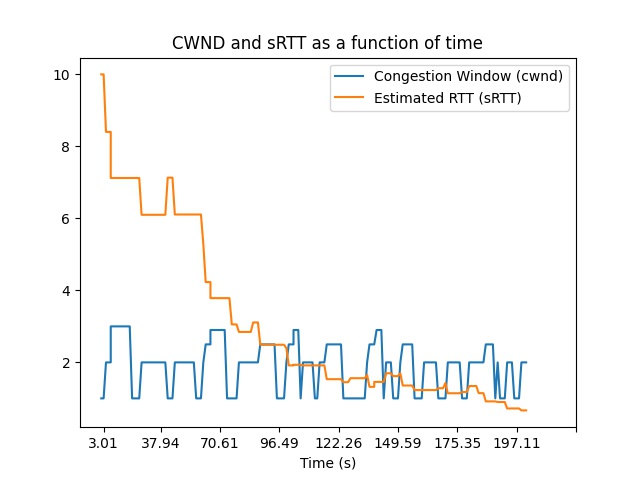 CWND and sRTT as a function of time
Congestion Window (cwnd)
Estimated RTT (sRTT)
10
8
6
4
2
3.01 37.94 70.61 96.49 122.26 149.59 175.35 197.11
Time (s)